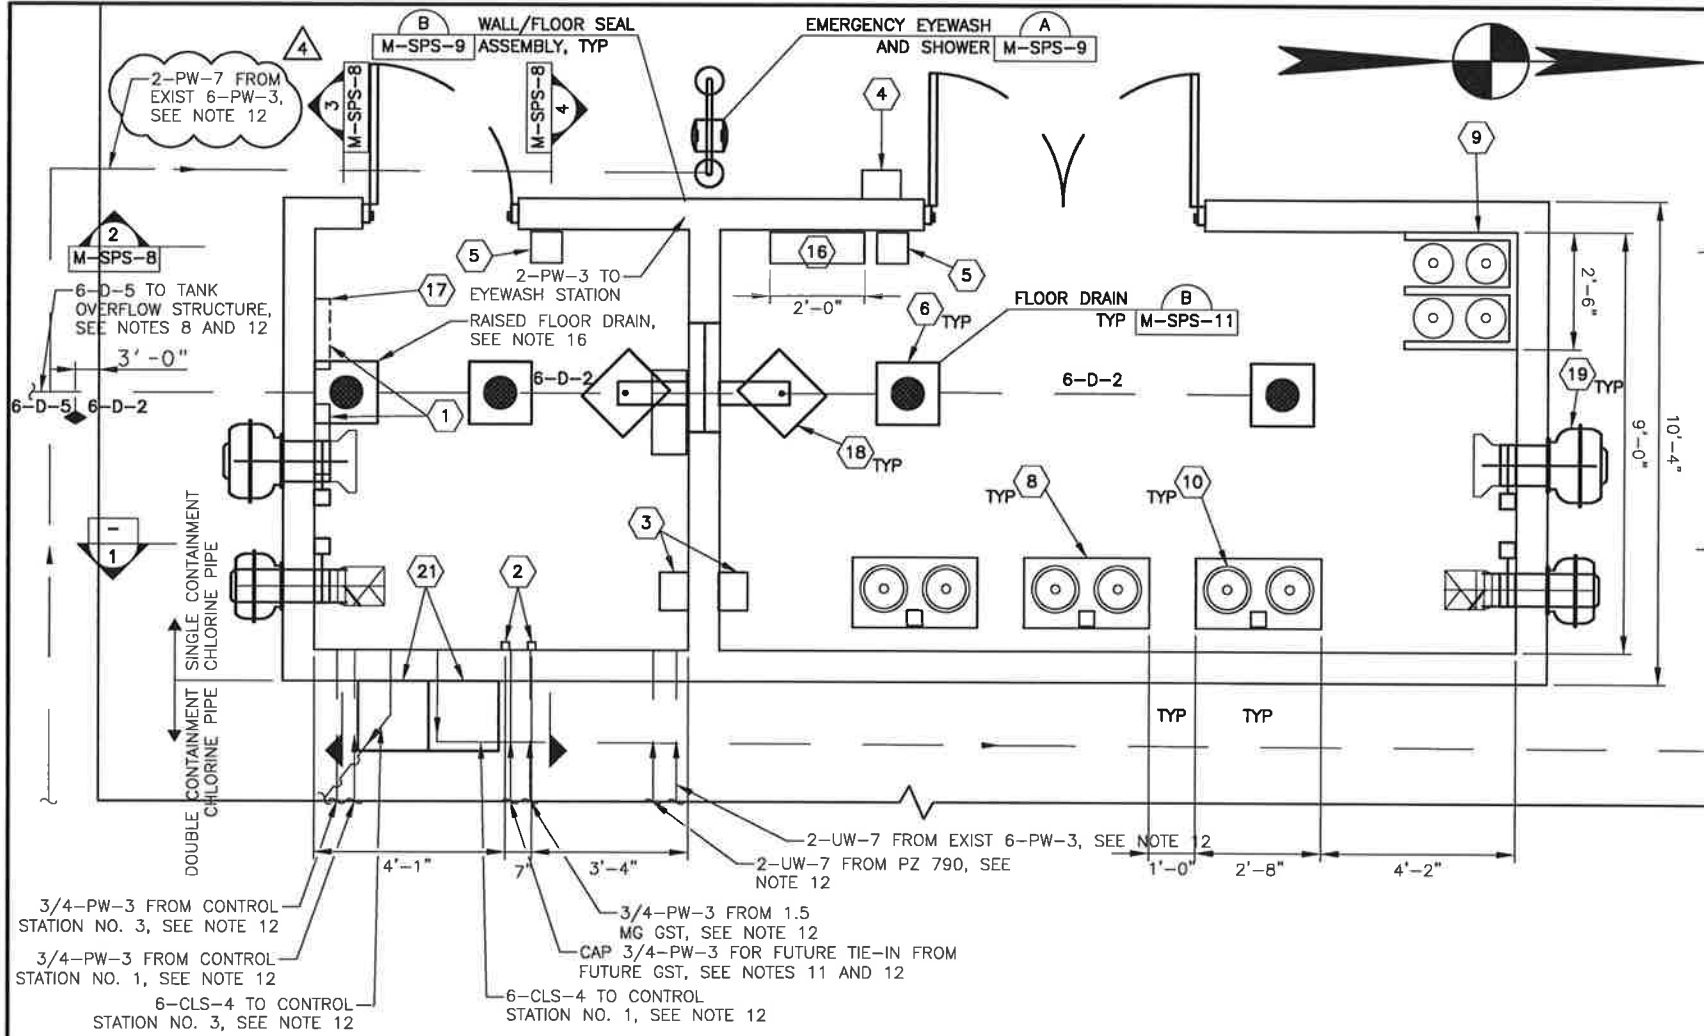 B
WALL/FLOOR SEAL
M-SPS-9
ASSEMBLY, TYP
EMERGENCY EYEWASH
AND SHOWER
A
M-SPS-9
4
2-PW-7 FROM
EXIST 6-PW-3,
SEE NOTE 12
3
M-SPS-8
M-SPS-8
4
4
9
2
M-SPS-8
5
2-PW-3 TO
EYEWASH STATION
16
5
2'-0"
2'-6"
6-D-5 TO TANK
OVERFLOW STRUCTURE,
SEE NOTES 8 AND 12
3'-0"
17
RAISED FLOOR DRAIN,
SEE NOTE 16
6
TYP
FLOOR DRAIN
TYP
B
M-SPS-11
6-D-5
6-D-2
6-D-2
6-D-2
1
18
TYP
19
TYP
9'-0"
10'-4"
-
1
SINGLE CONTAINMENT
CHLORINE PIPE
DOUBLE CONTAINMENT
CHLORINE PIPE
21
2
3
TYP
8
TYP
10
TYP
TYP
4'-1"
7"
3'-4"
1'-0"
2'-8"
4'-2"
2-UW-7 FROM EXIST 6-PW-3, SEE NOTE 12
2-UW-7 FROM PZ 790, SEE
NOTE 12
3/4-PW-3 FROM CONTROL
STATION NO. 3, SEE NOTE 12
3/4-PW-3 FROM 1.5
MG GST, SEE NOTE 12
3/4-PW-3 FROM CONTROL
STATION NO. 1, SEE NOTE 12
CAP 3/4-PW-3 FOR FUTURE TIE-IN FROM
FUTURE GST, SEE NOTES 11 AND 12
6-CLS-4 TO CONTROL
STATION NO. 3, SEE NOTE 12
6-CLS-4 TO CONTROL
STATION NO. 1, SEE NOTE 12